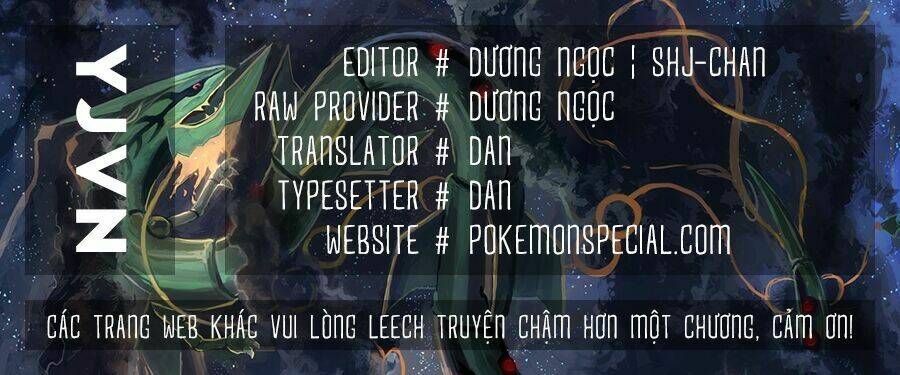 YJVN
EDITOR # DƯƠNG NGỌC | SHJ-CHAN
RAW PROVIDER # DƯƠNG NGỌC
TRANSLATOR # DAN
TYPESETTER # DAN
WEBSITE # POKEMONSPECIAL.COM
CÁC TRANG WEB KHÁC VUI LÒNG LEECH TRUYỆN CHẬM HƠN MỘT CHƯƠNG, CẢM ƠN!